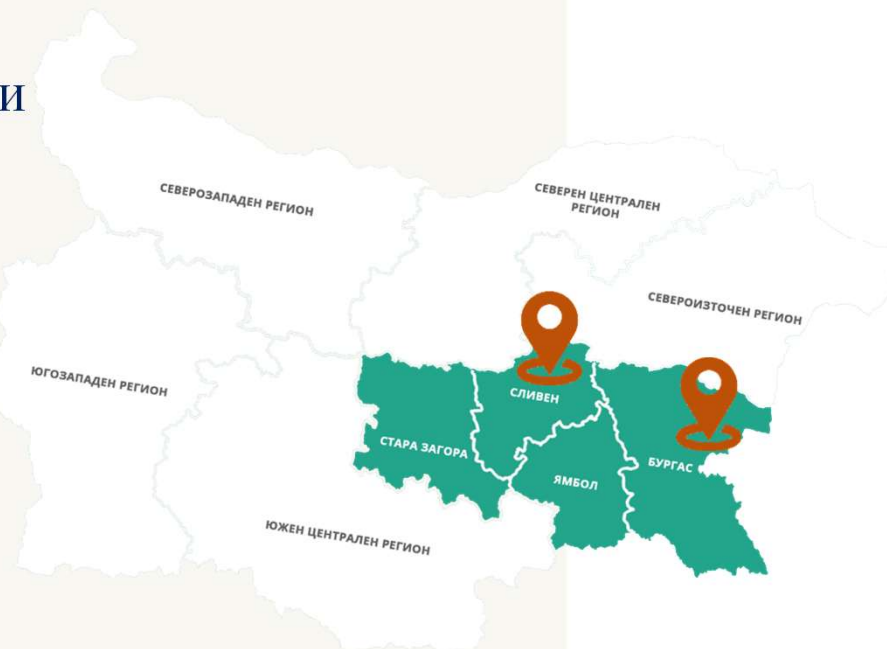 И
СЕВЕРОЗАПАДЕН РЕГИОН
СЕВЕРЕН ЦЕНТРАЛЕН
РЕГИОН
СЕВЕРОИЗТОЧЕН РЕГИОН
ЮГОЗАПАДЕН РЕГИОН
СЛИВЕН
СТАРА ЗАГОРА
БУРГАС
ЯМБОЛ
ЮЖЕН ЦЕНТРАЛЕН РЕГИОН